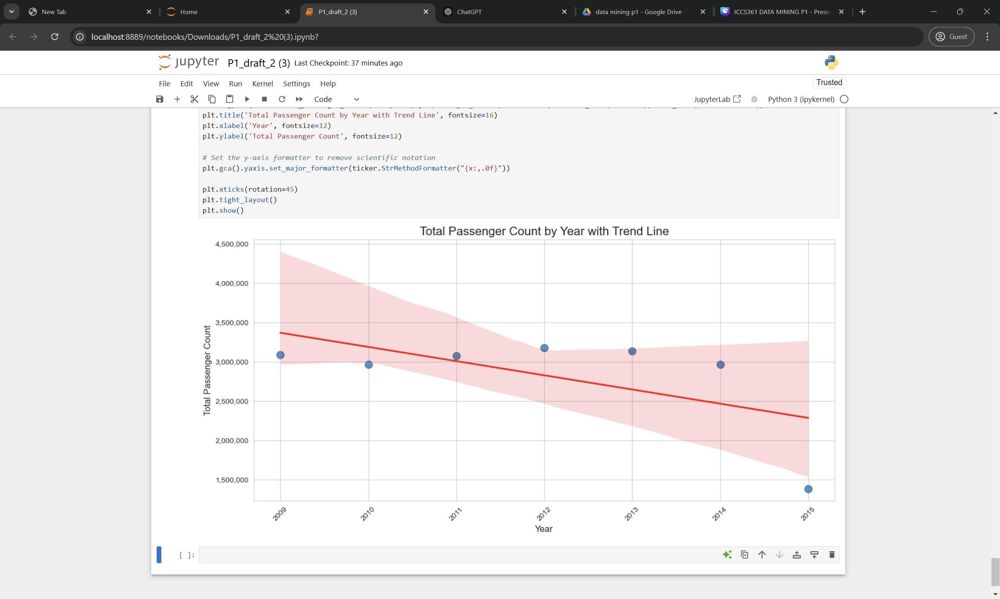 New Tab
Home
P1_draft_2 (3)
ChatGPT
data mining p1 - Google Drive
ICCS361 DATA MINING P1 - Preser
localhost:8889/notebooks/Downloads/P1_draft_2%20(3).ipynb?
Guest
jupyter P1_draft_2 (3) Last Checkpoint: 37 minutes ago
File Edit View Run Kernel Settings Help
Trusted
Code
JupyterLab
Python 3 (ipykernel)
plt.title('Total Passenger Count by Year with Trend Line', fontsize=16)
plt.xlabel('Year', fontsize=12)
plt.ylabel('Total Passenger Count', fontsize=12)
# Set the y-axis formatter to remove scientific notation
plt.gca().yaxis.set_major_formatter(ticker.StrMethodFormatter("{x:,.0f}"))
plt.xticks(rotation=45)
plt.tight_layout()
plt.show()
Total Passenger Count by Year with Trend Line
Total Passenger Count
4,500,000
4,000,000
3,500,000
3,000,000
2,500,000
2,000,000
1,500,000
2009
2010
2011
2012
2013
2014
2015
Year
[ ]: